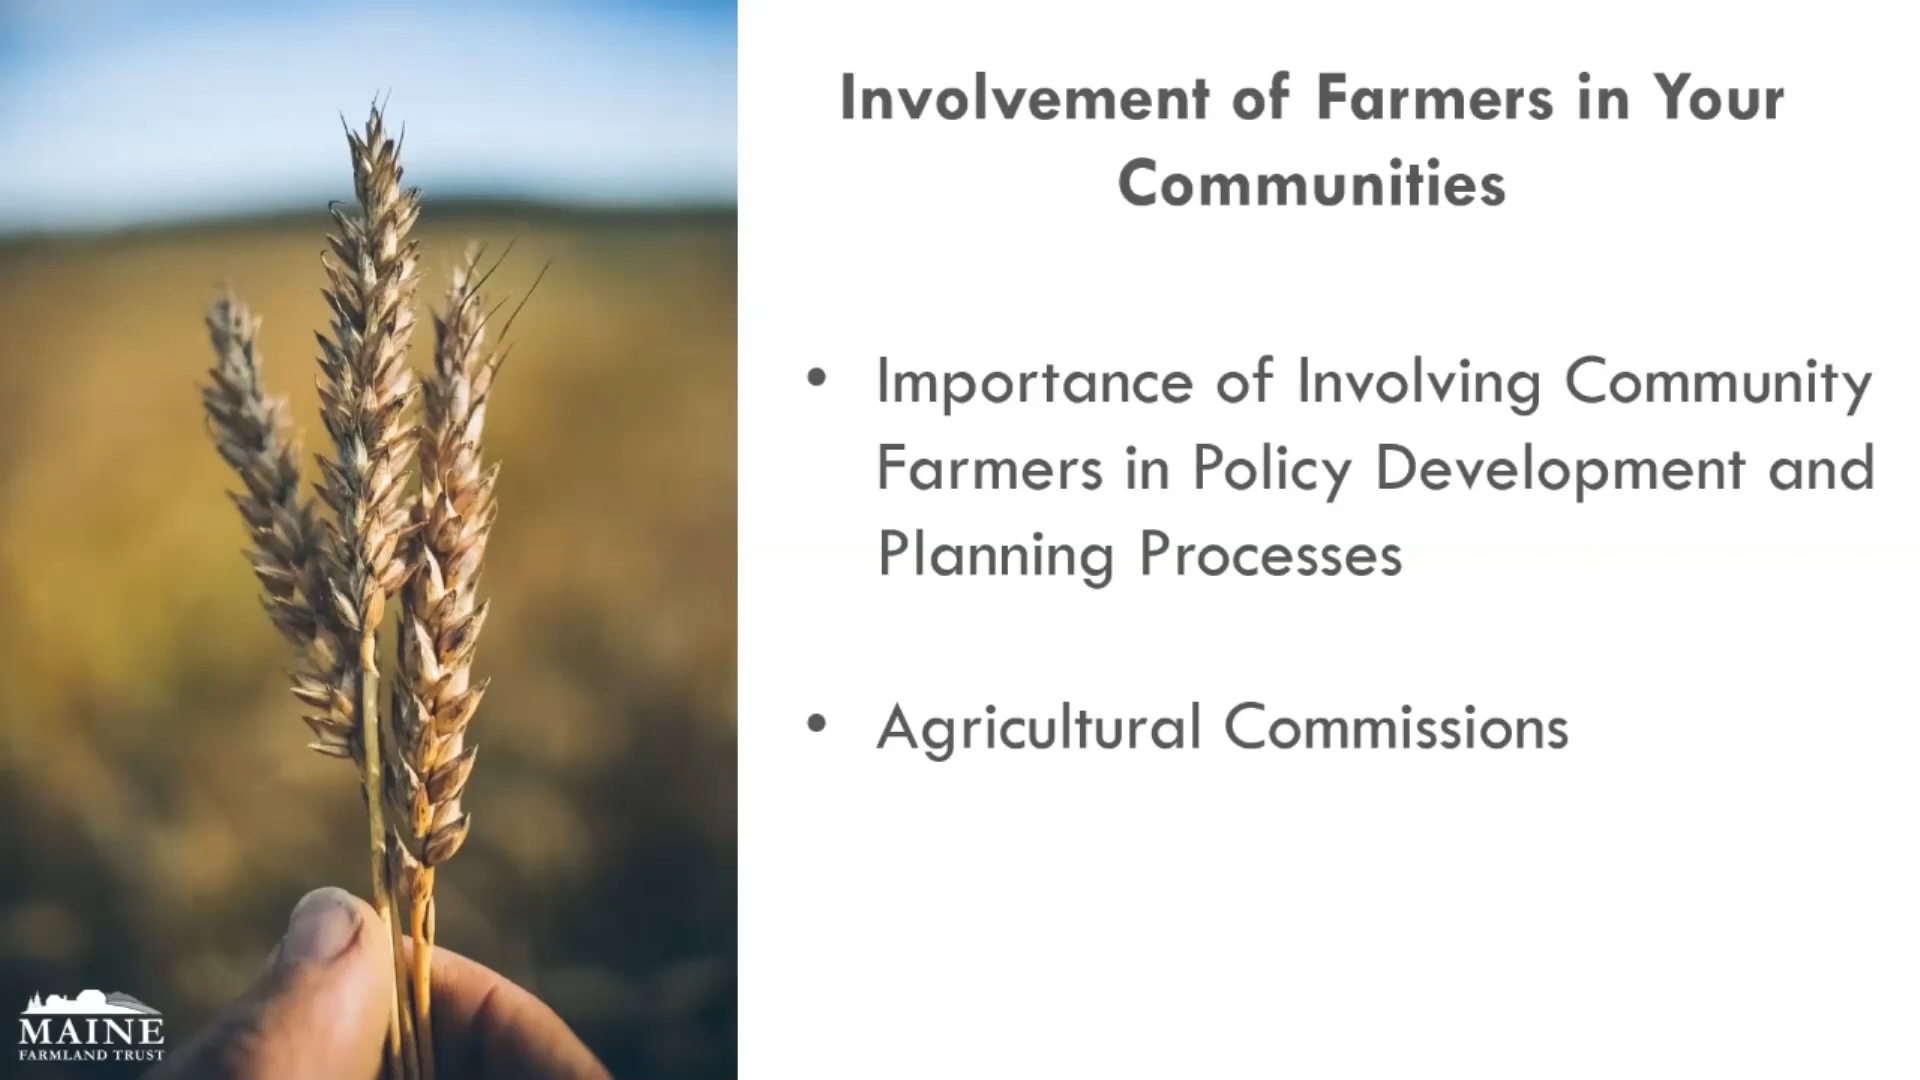 Involvement of Farmers in Your
Communities
• Importance of Involving Community
Farmers in Policy Development and
Planning Processes
• Agricultural Commissions
MAINE
FARMLAND TRUST